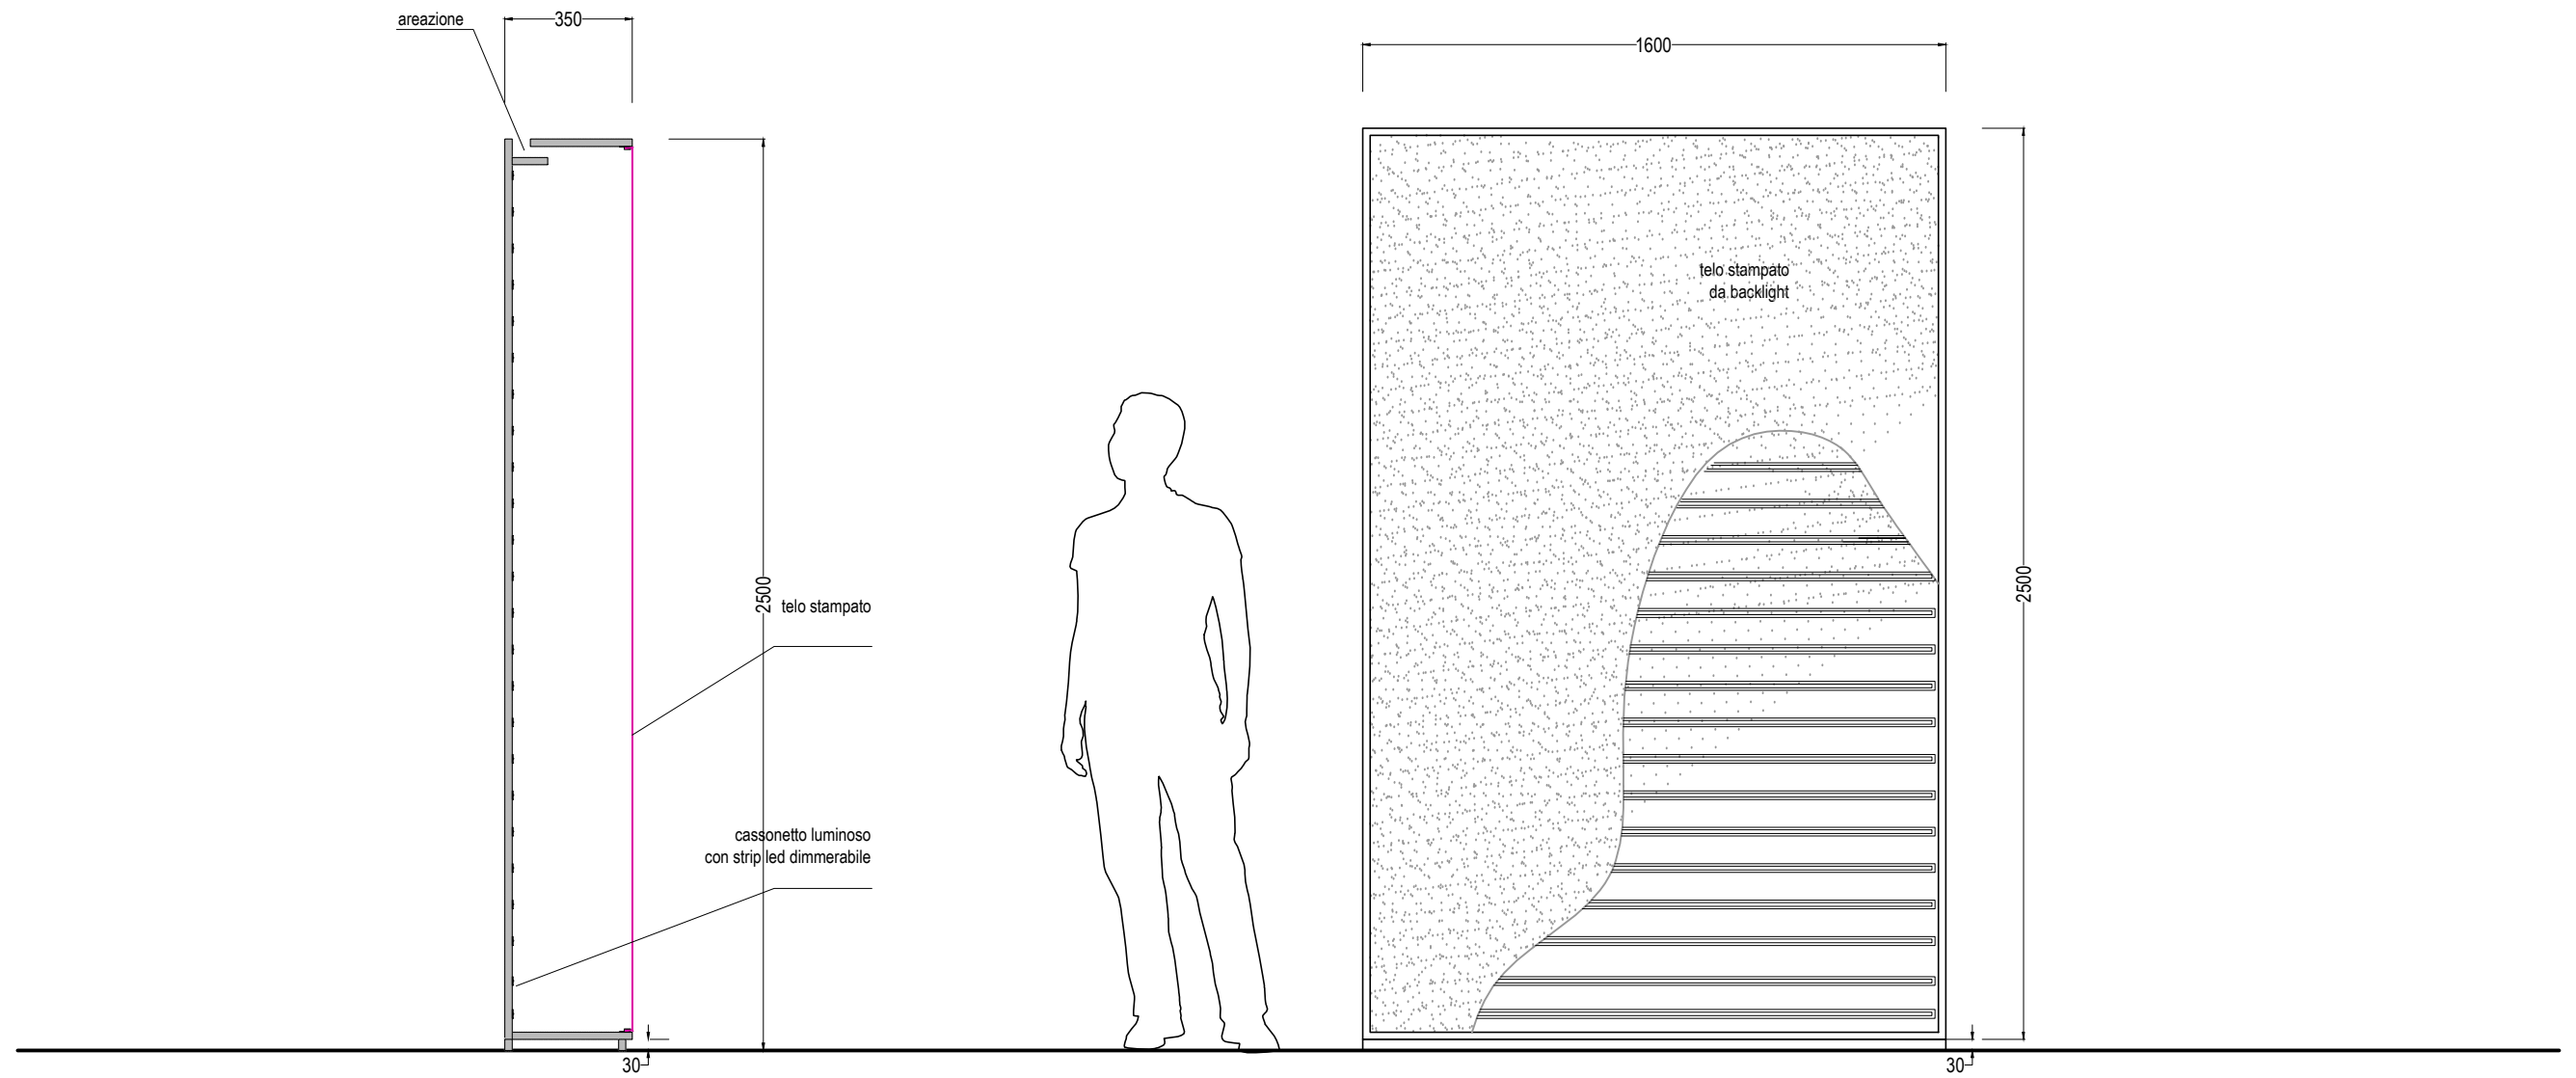 areazione
350
1600
telo stampato
da backlight
2500
telo stampato
2500
cassonetto luminoso
con strip led dimmerabile
30
30